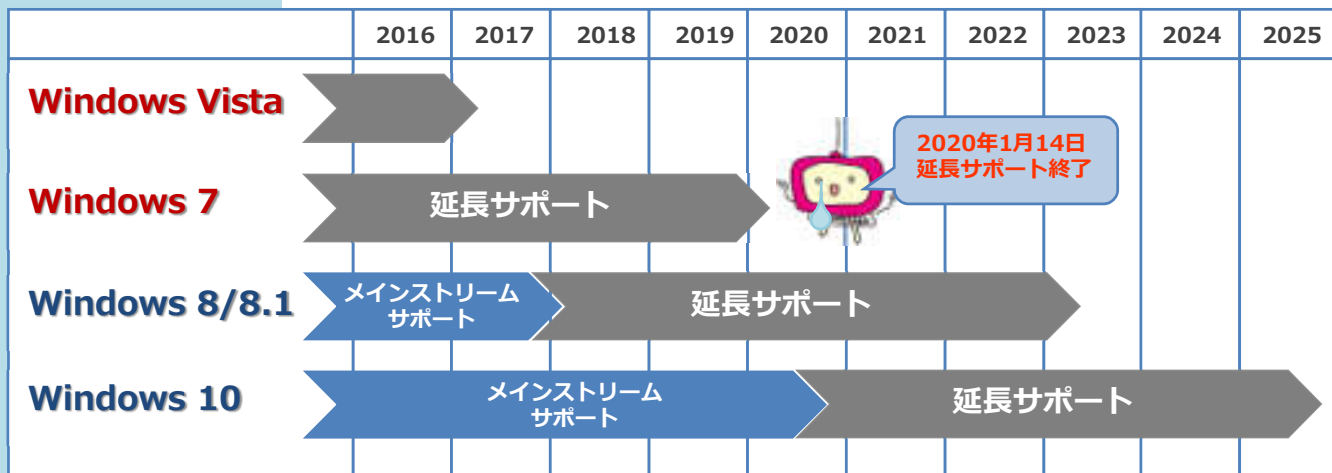 2016 2017 2018 2019 2020 2021 2022 2023 2024 2025
Windows Vista
2020年1月14日
延長サポート終了
Windows 7
延長サポート
Windows 8/8.1
メインストリーム
サポート
延長サポート
Windows 10
メインストリーム
サポート
延長サポート